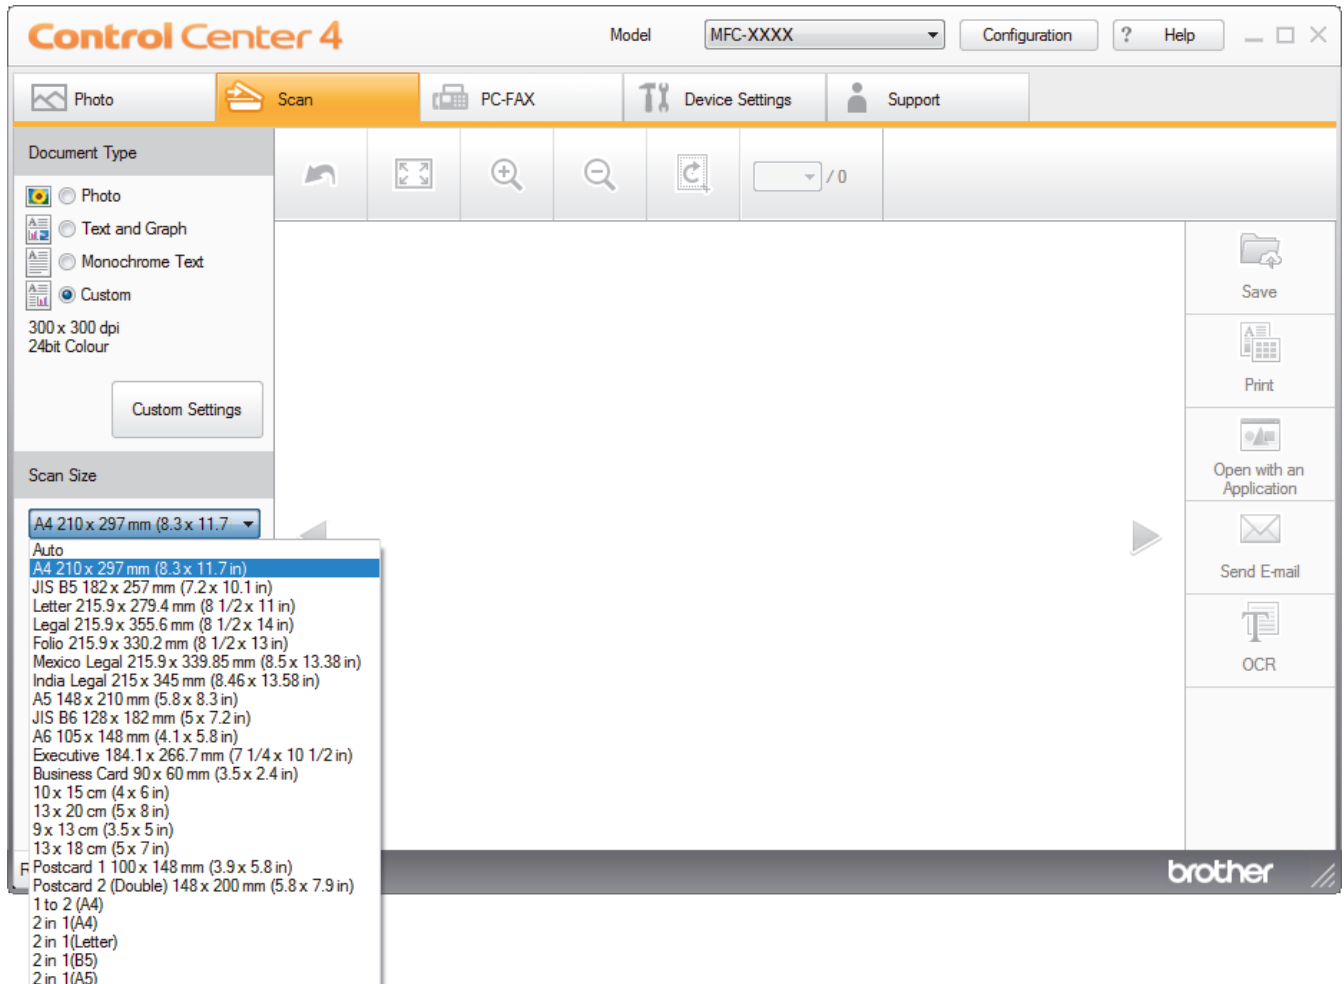 Control Center 4
Model
MFC-XXXX
Configuration
? Help
Photo
Scan
PC-FAX
Device Settings
Support
Document Type
/ 0
Photo
Text and Graph
Monochrome Text
Custom
300 x 300 dpi
24bit Colour
Custom Settings
Scan Size
A4 210 x 297 mm (8.3 x 11.7
Auto
A4 210 x 297 mm (8.3 x 11.7 in)
JIS B5 182 x 257 mm (7.2 x 10.1 in)
Letter 215.9 x 279.4 mm (8 1/2 x 11 in)
Legal 215.9 x 355.6 mm (8 1/2 x 14 in)
Folio 215.9 x 330.2 mm (8 1/2 x 13 in)
Mexico Legal 215.9 x 339.85 mm (8.5 x 13.38 in)
India Legal 215 x 345 mm (8.46 x 13.58 in)
A5 148 x 210 mm (5.8 x 8.3 in)
JIS B6 128 x 182 mm (5 x 7.2 in)
A6 105 x 148 mm (4.1 x 5.8 in)
Executive 184.1 x 266.7 mm (7 1/4 x 10 1/2 in)
Business Card 90 x 60 mm (3.5 x 2.4 in)
10 x 15 cm (4 x 6 in)
13 x 20 cm (5 x 8 in)
9 x 13 cm (3.5 x 5 in)
13 x 18 cm (5 x 7 in)
Postcard 1 100 x 148 mm (3.9 x 5.8 in)
Postcard 2 (Double) 148 x 200 mm (5.8 x 7.9 in)
1 to 2 (A4)
2 in 1(A4)
2 in 1(Letter)
2 in 1(B5)
2 in 1(A5)
Save
Print
Open with an
Application
Send E-mail
OCR
brother